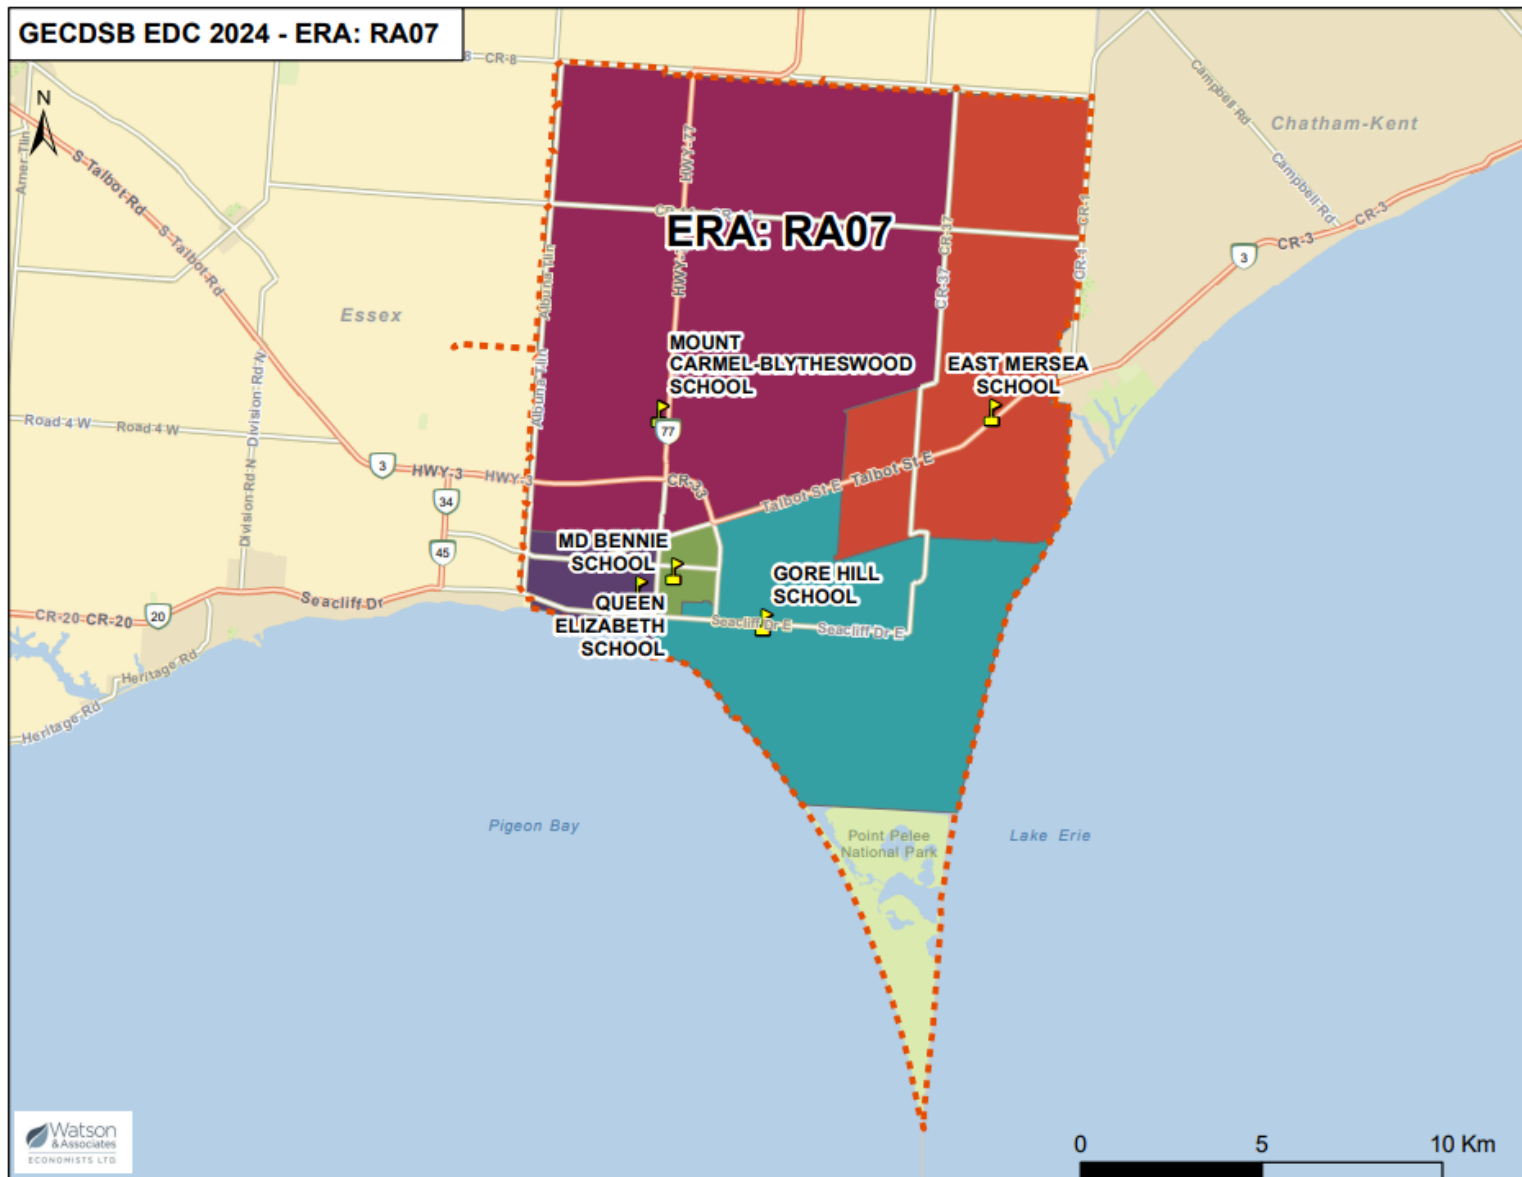 GECDSB EDC 2024 - ERA: RA07
CR-8
N
Arner Tlin
S Talbot Rd
S Talbot Rd
Campbell Rd
Campbell Rd
Chatham-Kent
HWY-77
CR-1
CR-3
CR-3
3
ERA: RA07
CR-37
CR-37
CR-1
Albuna Tlin
Essex
MOUNT
CARMEL-BLYTHESWOOD
SCHOOL
EAST MERSEA
SCHOOL
Albuna Tlin
Division Rd N
Road 4 W
Road 4 W
77
3
HWY-3
HWY-3
CR-33
Talbot St E
Talbot St E
34
Division Rd N
45
MD BENNIE
SCHOOL
GORE HILL
SCHOOL
QUEEN
ELIZABETH
SCHOOL
Seacliff Dr
CR-20
CR-20
20
Seacliff Dr E
Seacliff Dr E
Heritage Rd
Heritage Rd
Pigeon Bay
Point Pelee
National Park
Lake Erie
Watson
& Associates
ECONOMISTS LTD.
0 5 10 Km